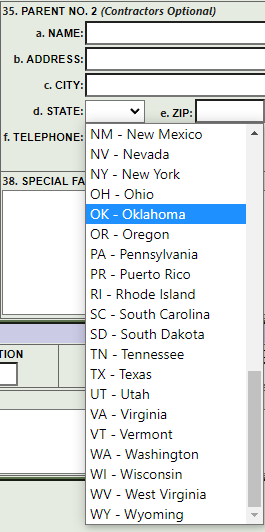 35. PARENT NO. 2 (Contractors Optional)
a. NAME:
b. ADDRESS:
c. CITY:
d. STATE:
e. ZIP:
f. TELEPHONE:
NM - New Mexico
NV - Nevada
NY - New York
OH - Ohio
38. SPECIAL FA
OK - Oklahoma
OR - Oregon
PA - Pennsylvania
PR - Puerto Rico
RI - Rhode Island
SC - South Carolina
SD - South Dakota
TION
TN - Tennessee
TX - Texas
UT - Utah
VA - Virginia
VT - Vermont
WA - Washington
WI - Wisconsin
WV - West Virginia
WY - Wyoming